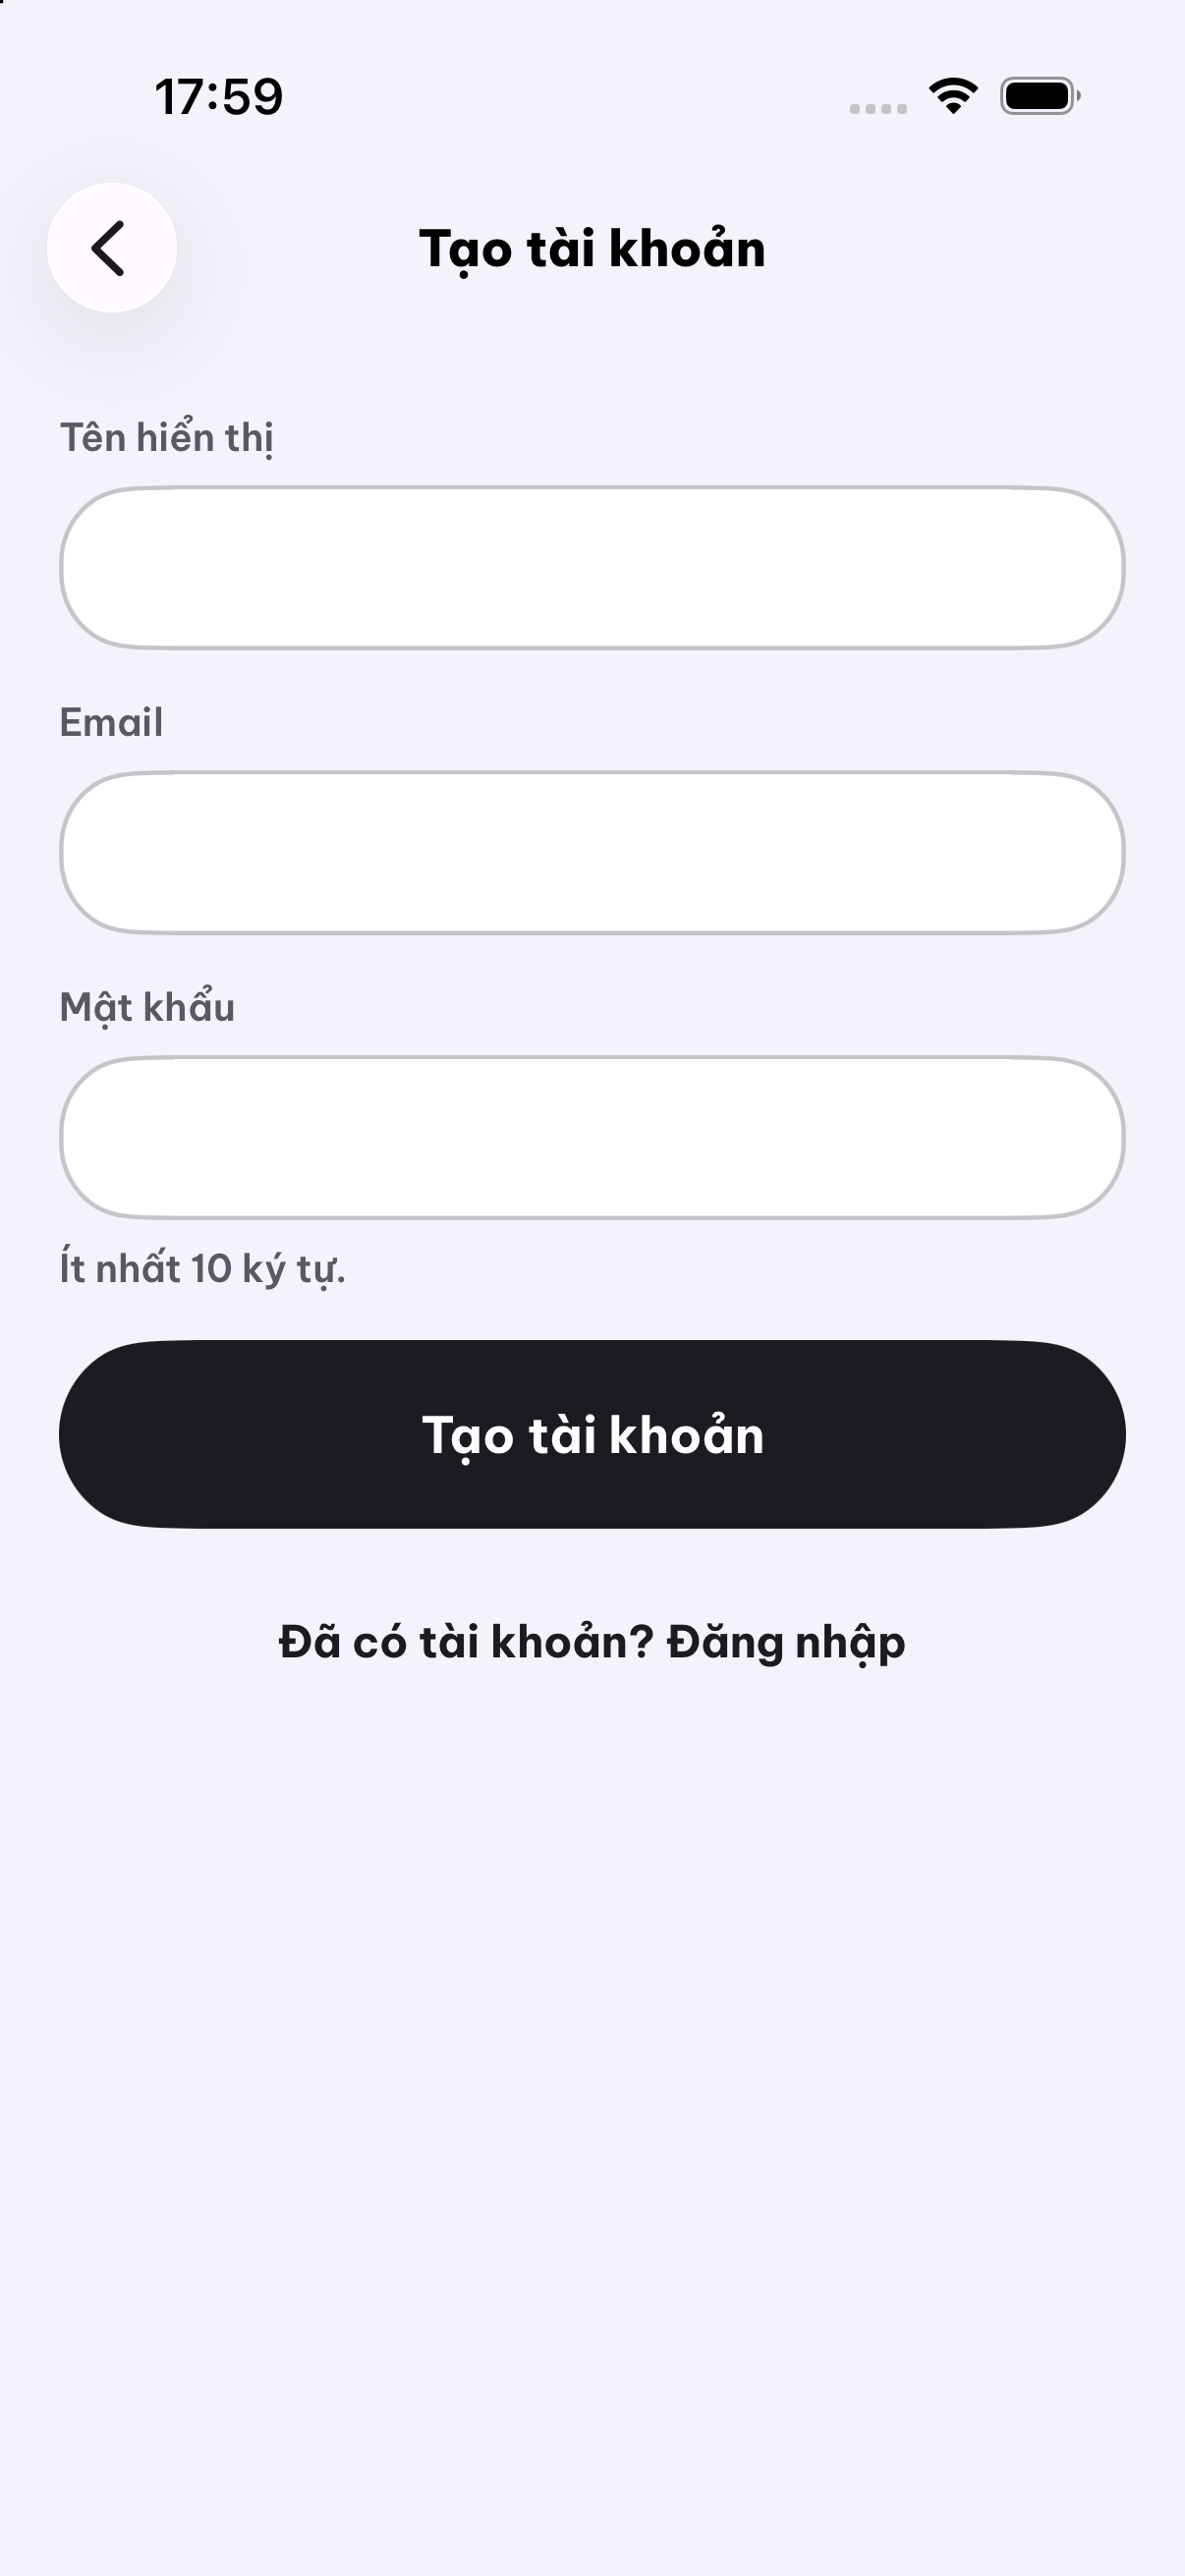 17:59
Tạo tài khoản
Tên hiển thị
Email
Mật khẩu
Ít nhất 10 ký tự.
Tạo tài khoản
Đã có tài khoản? Đăng nhập